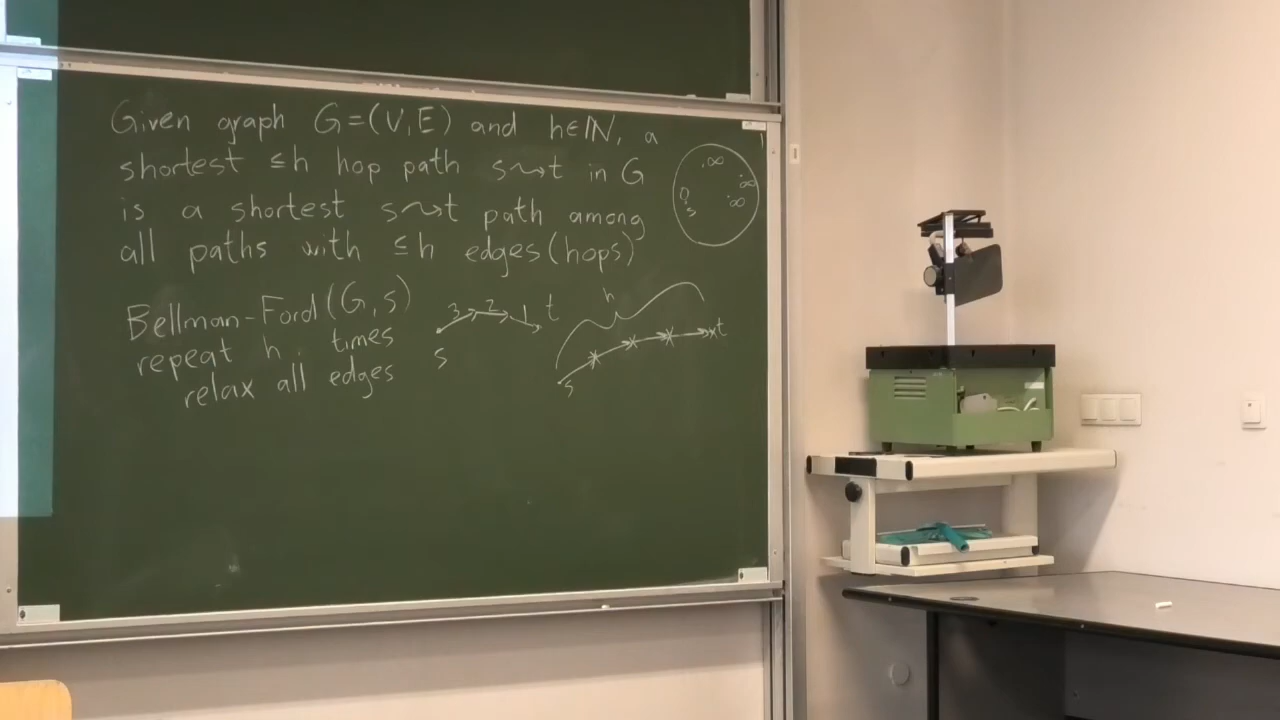 Given graph G=(V,E) and h∈ℕ, a
shortest ≤h hop path s⇝t in G
is a shortest s⇝t path among
all paths with ≤h edges (hops)
∞
∞
0
∞
s
Bellman-Ford(G,s)
repeat h times
relax all edges
3 2 1 t
s
h
t
s